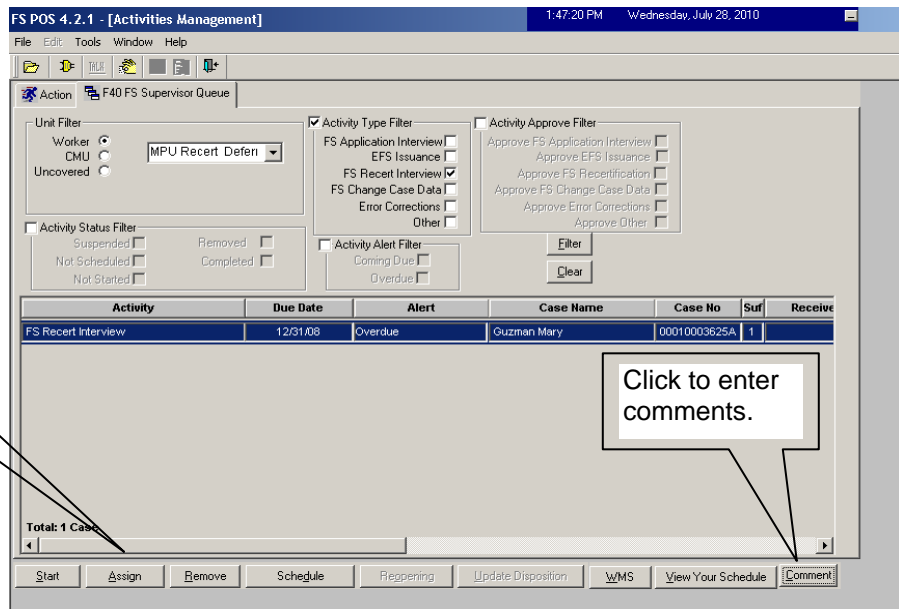 FS POS 4.2.1 - [Activities Management]
1:47:20 PM Wednesday, July 28, 2010
File Edit Tools Window Help
TALX
Action F40 FS Supervisor Queue
Unit Filter
Worker
CMU
Uncovered
MPU Recert Deferr
Activity Type Filter
FS Application Interview
EFS Issuance
FS Recert Interview
FS Change Case Data
Error Corrections
Other
Activity Approve Filter
Approve FS Application Interview
Approve EFS Issuance
Approve FS Recertification
Approve FS Change Case Data
Approve Error Corrections
Approve Other
Activity Status Filter
Suspended Removed
Not Scheduled Completed
Not Started
Activity Alert Filter
Coming Due
Overdue
Filter
Clear
Activity Due Date Alert Case Name Case No Suf Receive
FS Recert Interview 12/31/08 Overdue Guzman Mary 00010003625A 1
Click to enter
comments.
Total: 1 Case
Start Assign Remove Schedule Reopening Update Disposition WMS View Your Schedule Comment